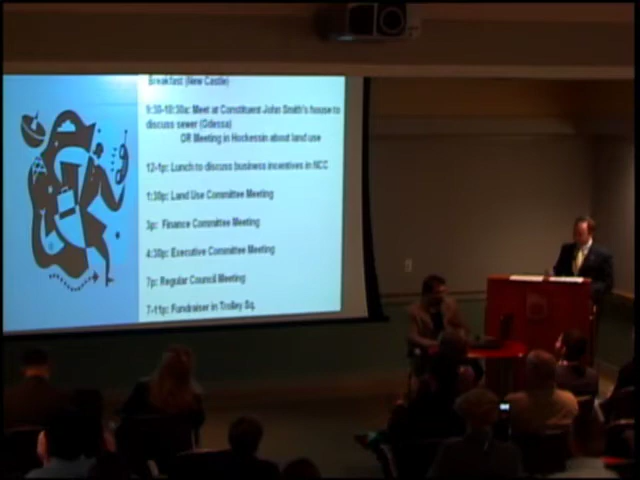 Breakfast (New Castle)
9:30-10:30a: Meet at Constituent John Smith's house to
discuss sewer (Odessa)
OR Meeting in Hockessin about land use
12-1p: Lunch to discuss business incentives in NCC
1:30p: Land Use Committee Meeting
3p: Finance Committee Meeting
4:30p: Executive Committee Meeting
7p: Regular Council Meeting
7-11p: Fundraiser in Trolley Sq.